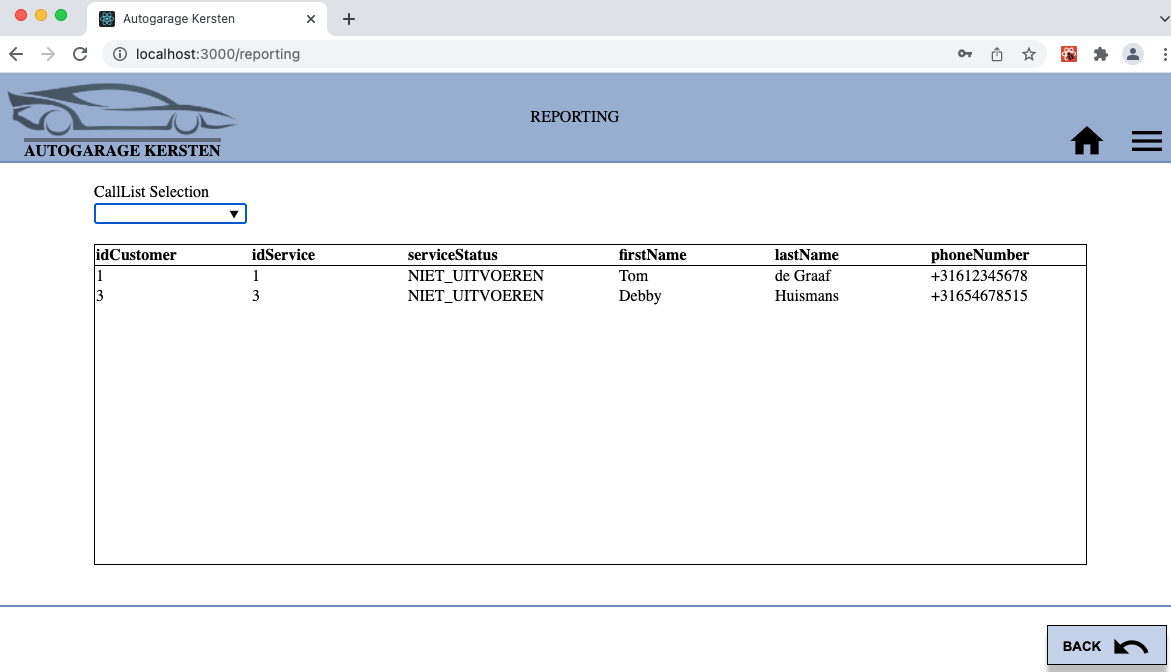 Autogarage Kersten
localhost:3000/reporting
REPORTING
AUTOGARAGE KERSTEN
CallList Selection
idCustomer idService serviceStatus firstName lastName phoneNumber
1 1 NIET_UITVOEREN Tom de Graaf +31612345678
3 3 NIET_UITVOEREN Debby Huismans +31654678515
BACK